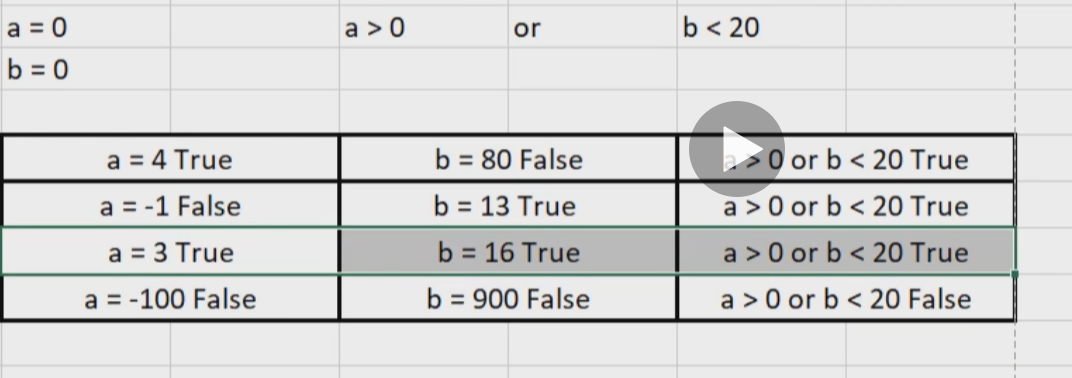 a = 0 a > 0 or b < 20
b = 0
a = 4 True b = 80 False a > 0 or b < 20 True
a = -1 False b = 13 True a > 0 or b < 20 True
a = 3 True b = 16 True a > 0 or b < 20 True
a = -100 False b = 900 False a > 0 or b < 20 False